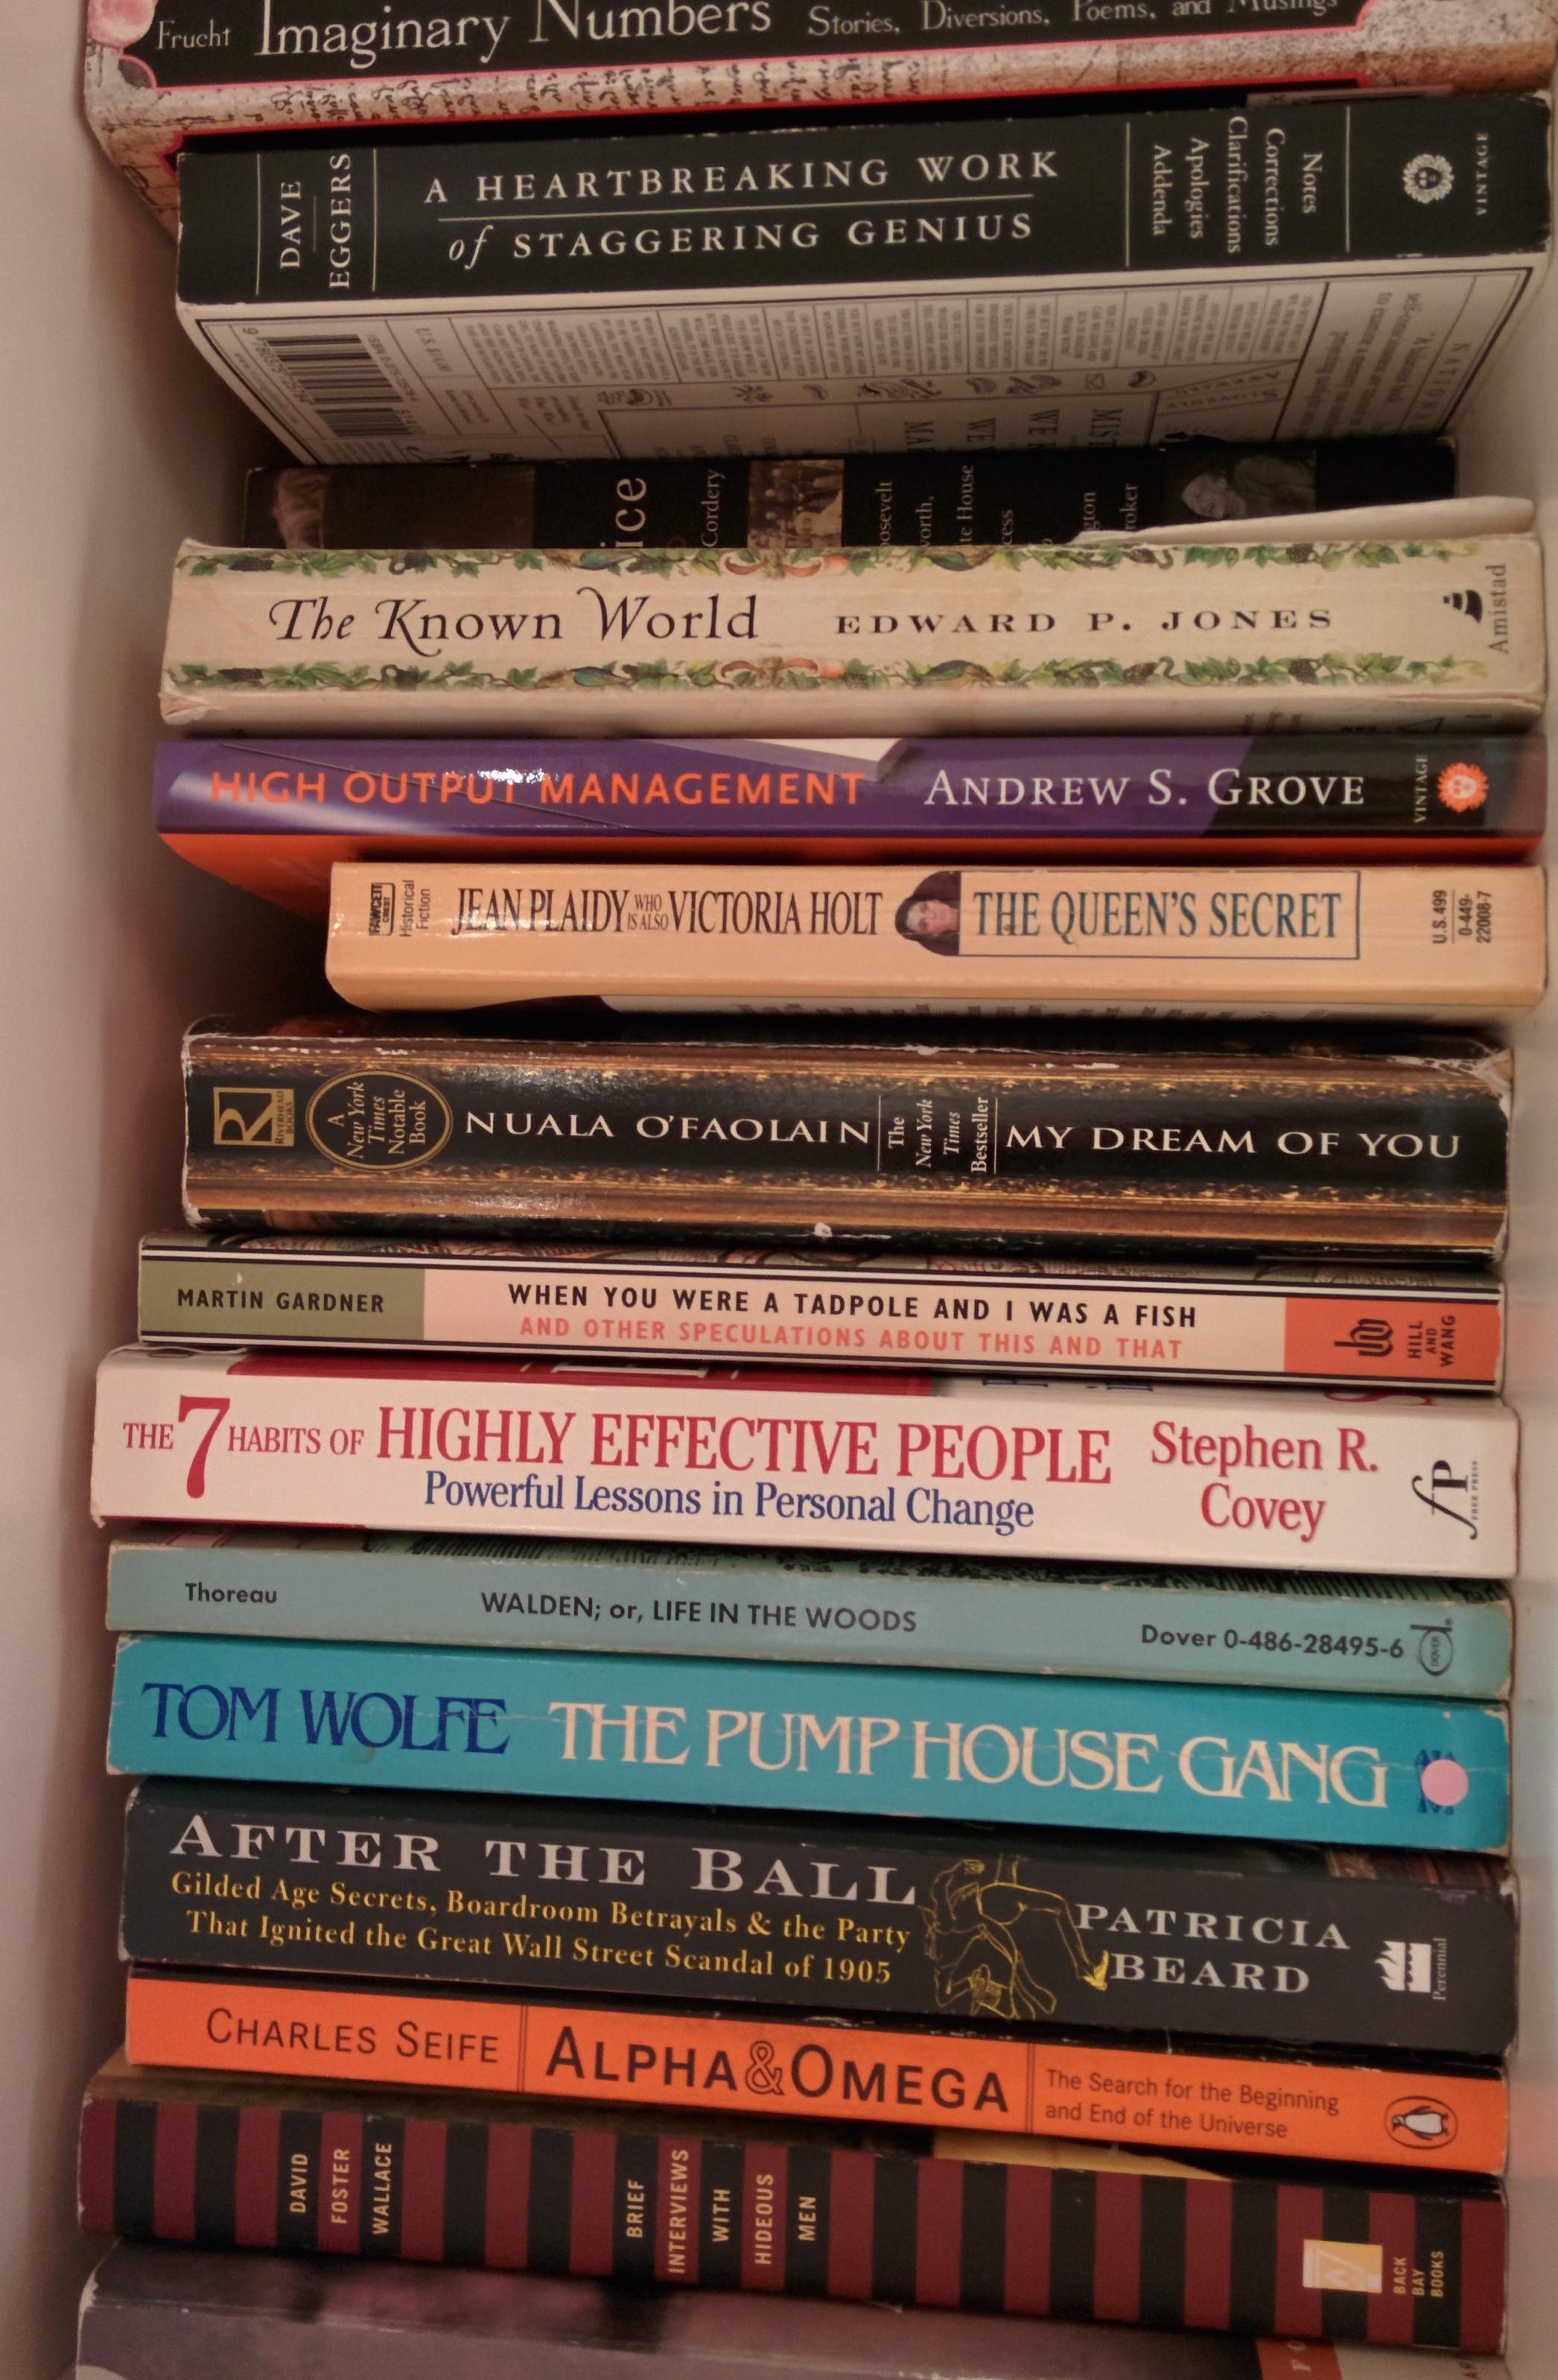 Frucht Imaginary Numbers Stories, Diversions, Poems, and Musings
DAVE
EGGERS
A HEARTBREAKING WORK
of STAGGERING GENIUS
Notes
Corrections
Clarifications
Apologies
Addenda
VINTAGE
Cordery
The Known World EDWARD P. JONES Amistad
HIGH OUTPUT MANAGEMENT ANDREW S. GROVE VINTAGE
FAWCETT
CREST
Historical
Fiction
JEAN PLAIDY WHO IS ALSO VICTORIA HOLT THE QUEEN'S SECRET
U.S. 499
0-449-
22008-7
RIVERHEAD
BOOKS
A
New York
Times
Notable
Book
NUALA O'FAOLAIN
The
New York
Times
Bestseller
MY DREAM OF YOU
MARTIN GARDNER
WHEN YOU WERE A TADPOLE AND I WAS A FISH
AND OTHER SPECULATIONS ABOUT THIS AND THAT
HILL
AND
WANG
THE 7 HABITS OF HIGHLY EFFECTIVE PEOPLE
Powerful Lessons in Personal Change
Stephen R.
Covey
fP
FREE PRESS
Thoreau WALDEN; or, LIFE IN THE WOODS Dover 0-486-28495-6
DOVER
TOM WOLFE THE PUMP HOUSE GANG
AFTER THE BALL
Gilded Age Secrets, Boardroom Betrayals & the Party
That Ignited the Great Wall Street Scandal of 1905
PATRICIA
BEARD
Perennial
CHARLES SEIFE ALPHA & OMEGA
The Search for the Beginning
and End of the Universe
DAVID
FOSTER
WALLACE
BRIEF
INTERVIEWS
WITH
HIDEOUS
MEN
BACK
BAY
BOOKS